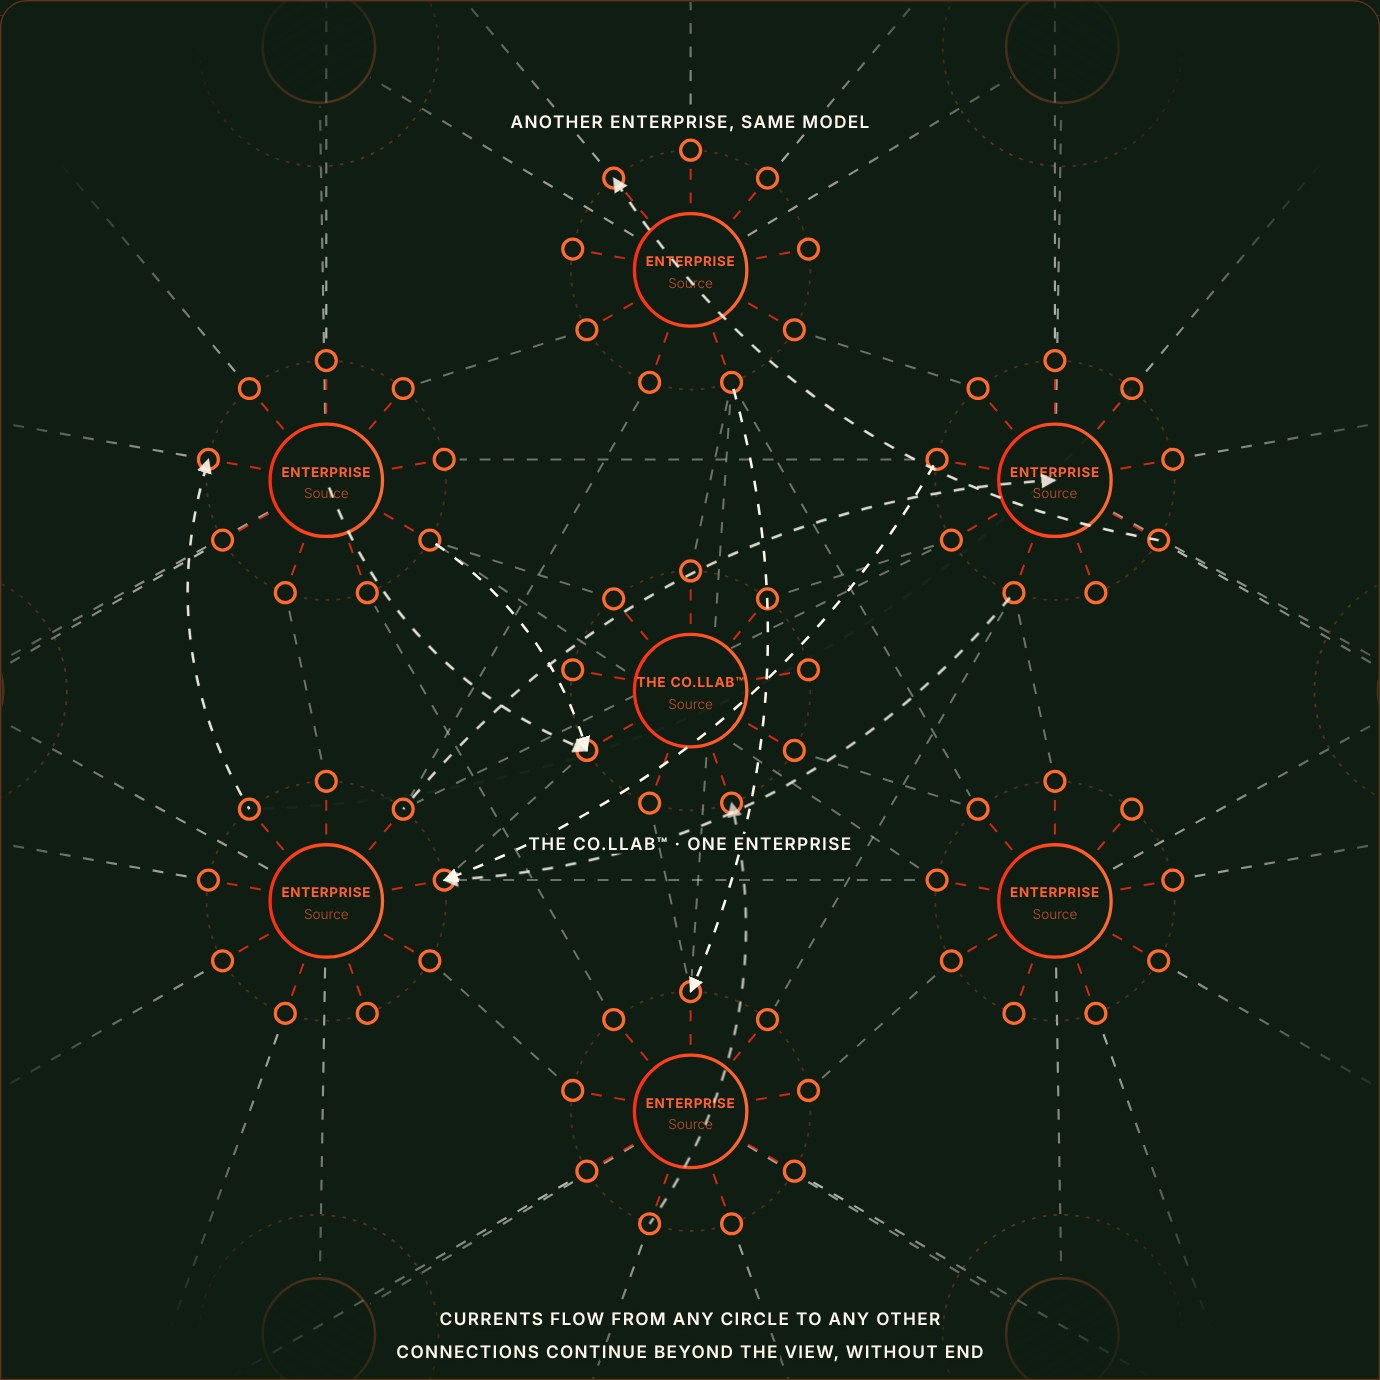 ANOTHER ENTERPRISE, SAME MODEL
ENTERPRISE
Source
ENTERPRISE
Source
ENTERPRISE
Source
THE CO.LLAB™
Source
THE CO.LLAB™ · ONE ENTERPRISE
ENTERPRISE
Source
ENTERPRISE
Source
ENTERPRISE
Source
CURRENTS FLOW FROM ANY CIRCLE TO ANY OTHER
CONNECTIONS CONTINUE BEYOND THE VIEW, WITHOUT END